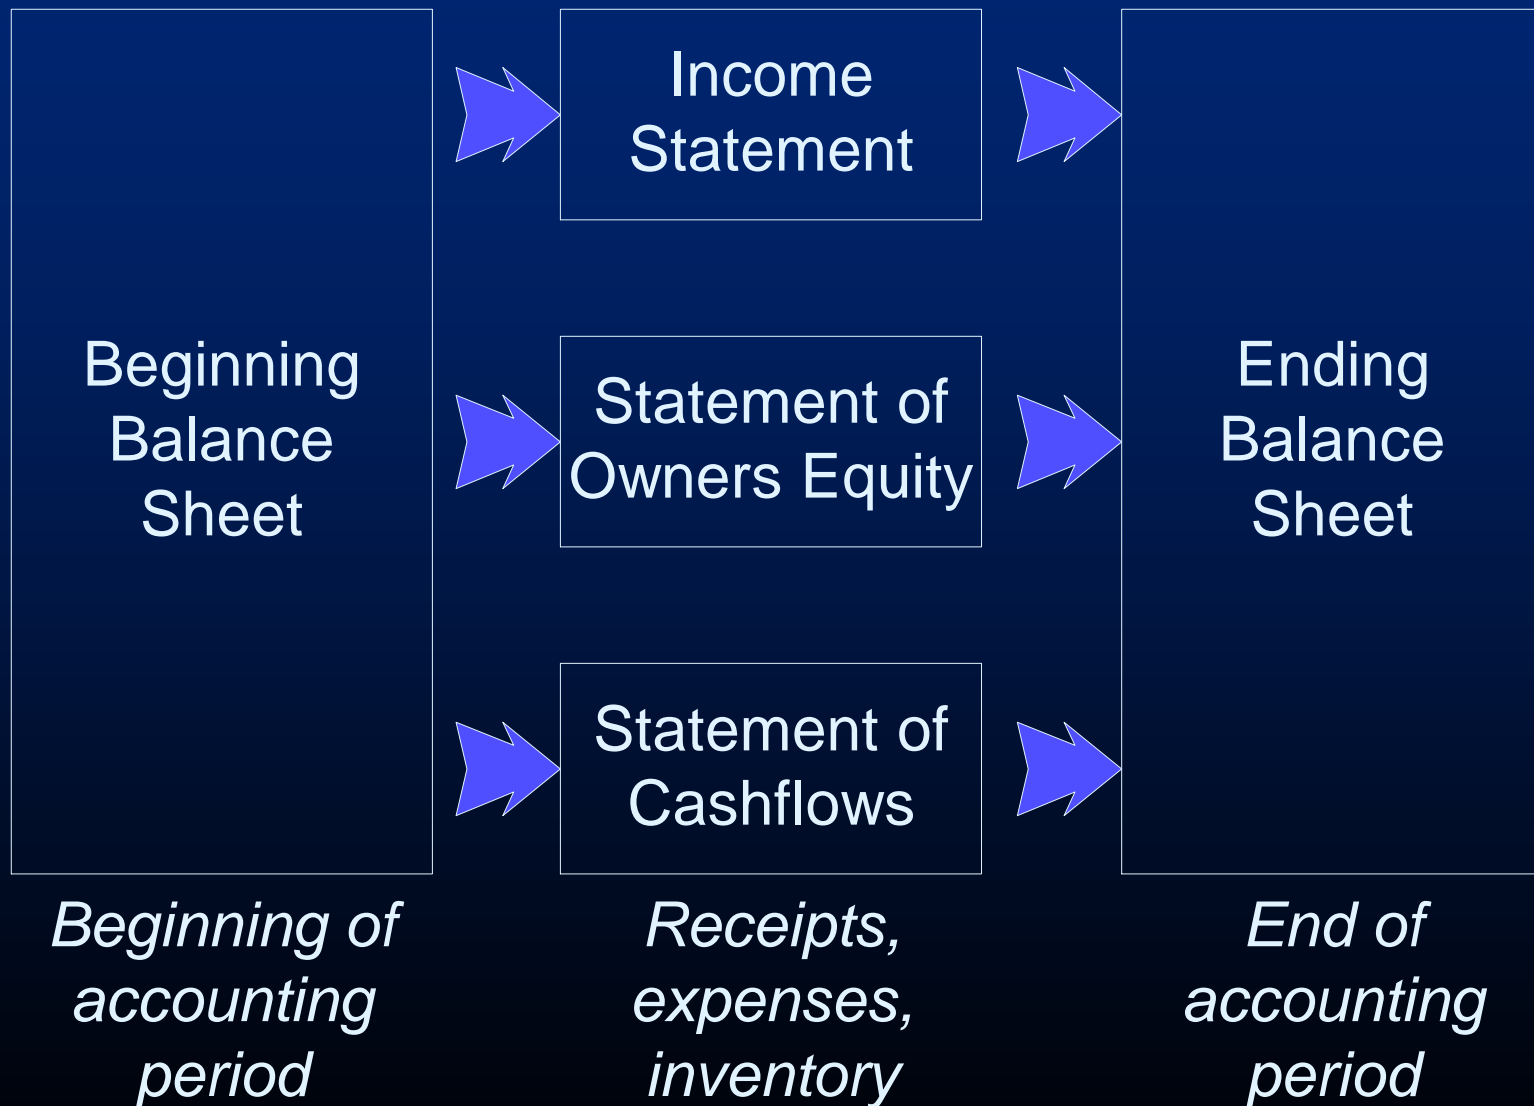 Beginning
Balance
Sheet
Income
Statement
Statement of
Owners Equity
Statement of
Cashflows
Ending
Balance
Sheet
Beginning of
accounting
period
Receipts,
expenses,
inventory
End of
accounting
period